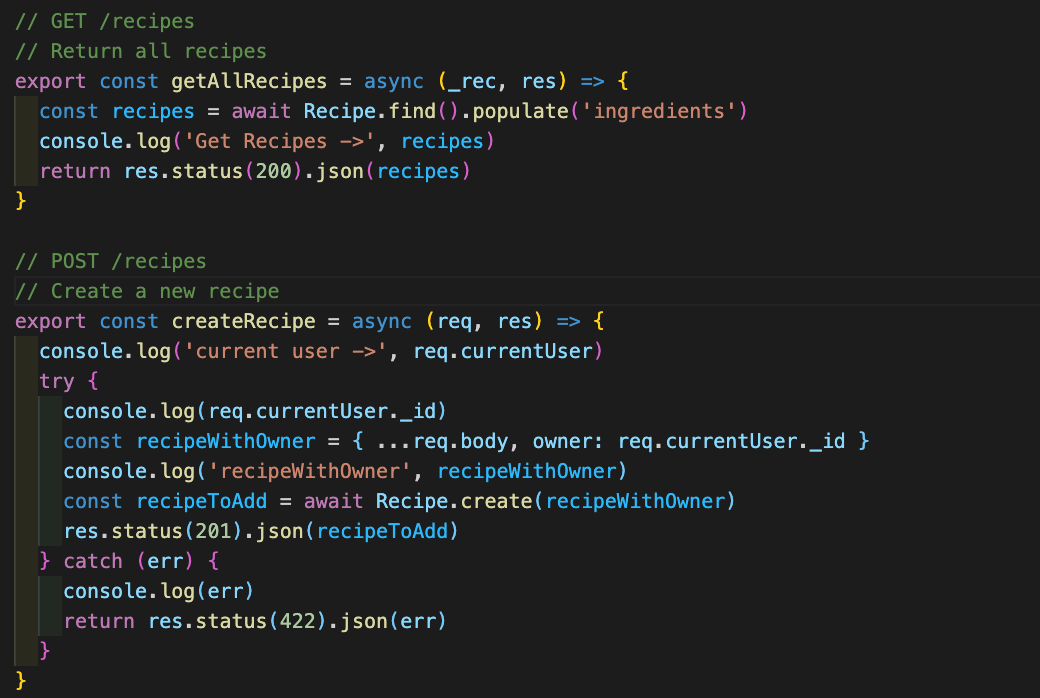 // GET /recipes
// Return all recipes
export const getAllRecipes = async (_rec, res) => {
  const recipes = await Recipe.find().populate('ingredients')
  console.log('Get Recipes ->', recipes)
  return res.status(200).json(recipes)
}

// POST /recipes
// Create a new recipe
export const createRecipe = async (req, res) => {
  console.log('current user ->', req.currentUser)
  try {
    console.log(req.currentUser._id)
    const recipeWithOwner = { ...req.body, owner: req.currentUser._id }
    console.log('recipeWithOwner', recipeWithOwner)
    const recipeToAdd = await Recipe.create(recipeWithOwner)
    res.status(201).json(recipeToAdd)
  } catch (err) {
    console.log(err)
    return res.status(422).json(err)
  }
}